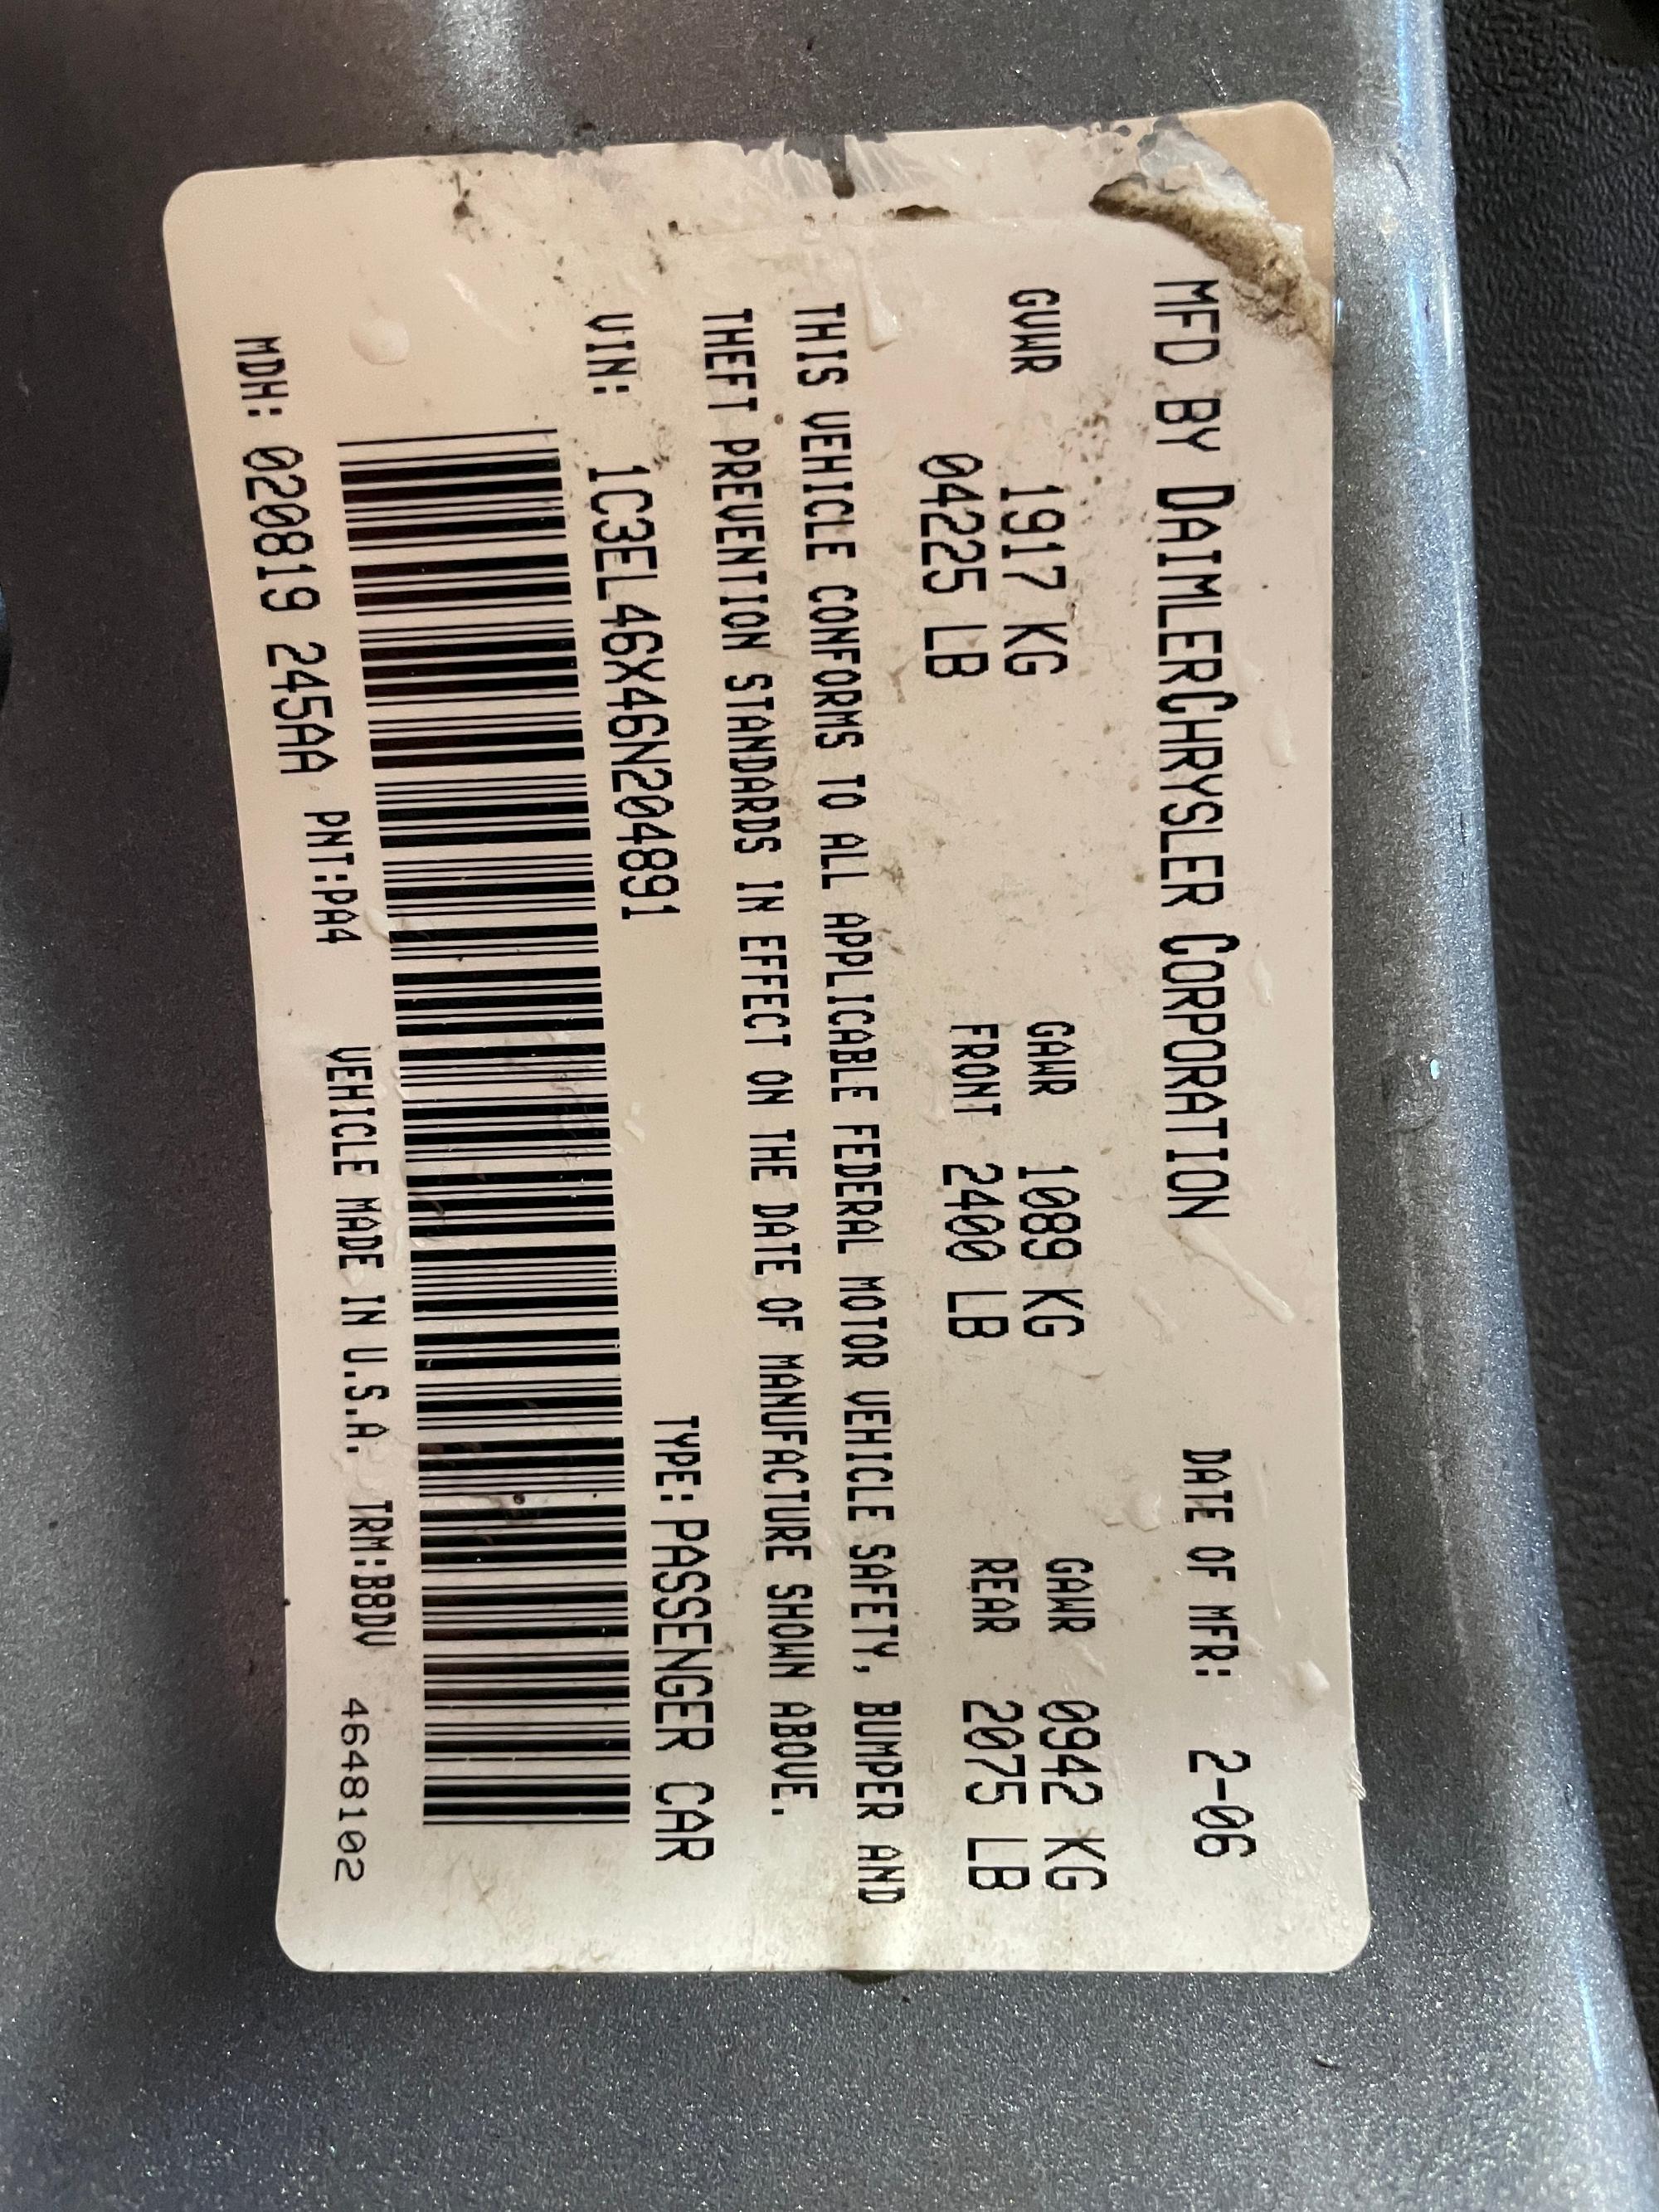 MFD BY DAIMLERCHRYSLER CORPORATION DATE OF MFR: 2-06
GVWR 1917 KG GAWR 1089 KG GAWR 0942 KG
04225 LB FRONT 2400 LB REAR 2075 LB
THIS VEHICLE CONFORMS TO ALL APPLICABLE FEDERAL MOTOR VEHICLE SAFETY, BUMPER AND
THEFT PREVENTION STANDARDS IN EFFECT ON THE DATE OF MANUFACTURE SHOWN ABOVE.
VIN: 1C3EL46X46N204891 TYPE: PASSENGER CAR
MDH: 020819 245AA PNT:PA4 VEHICLE MADE IN U.S.A. TRM:B8DV 4648102